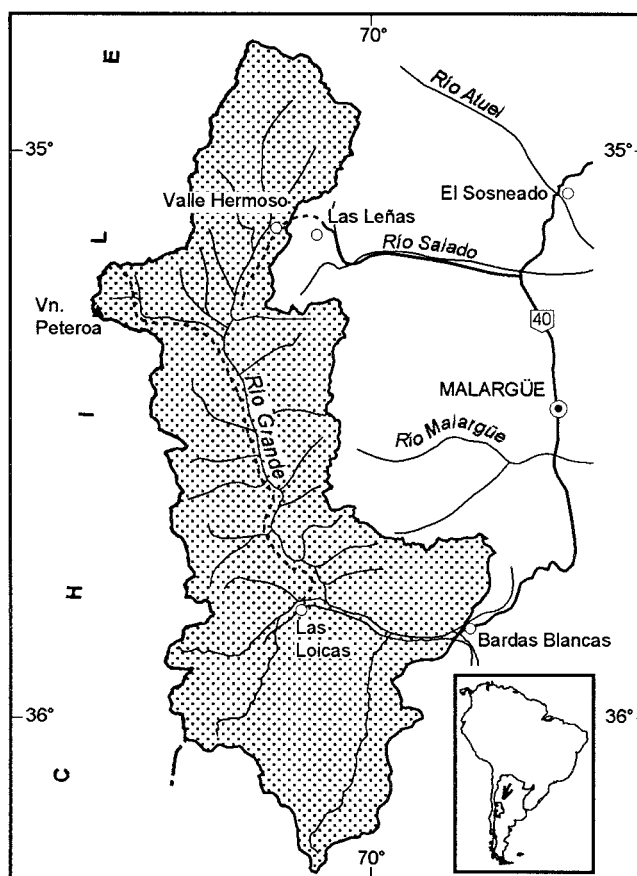 70°
E
Río Atuel
35°
35°
El Sosneado
Valle Hermoso
Las Leñas
L
Río Salado
Vn.
Peteroa
40
MALARGÜE
Río Grande
I
Río Malargüe
H
Las
Loicas
Bardas Blancas
36°
36°
C
70°